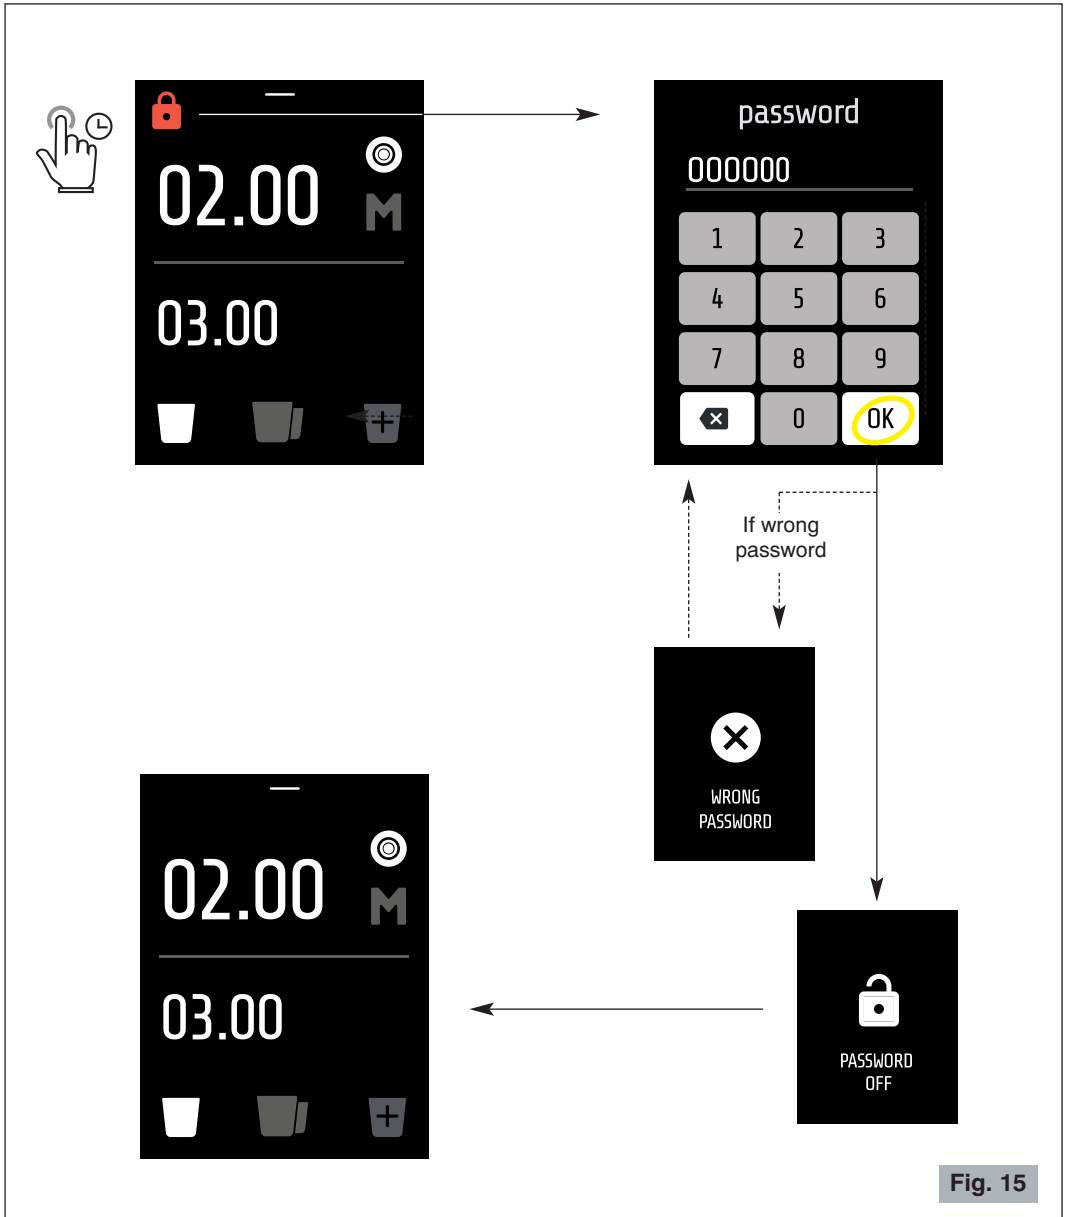 password
02.00
M
03.00
+
000000
1 2 3
4 5 6
7 8 9
0 OK
If wrong
password
WRONG
PASSWORD
02.00
M
03.00
+
PASSWORD
OFF
Fig. 15